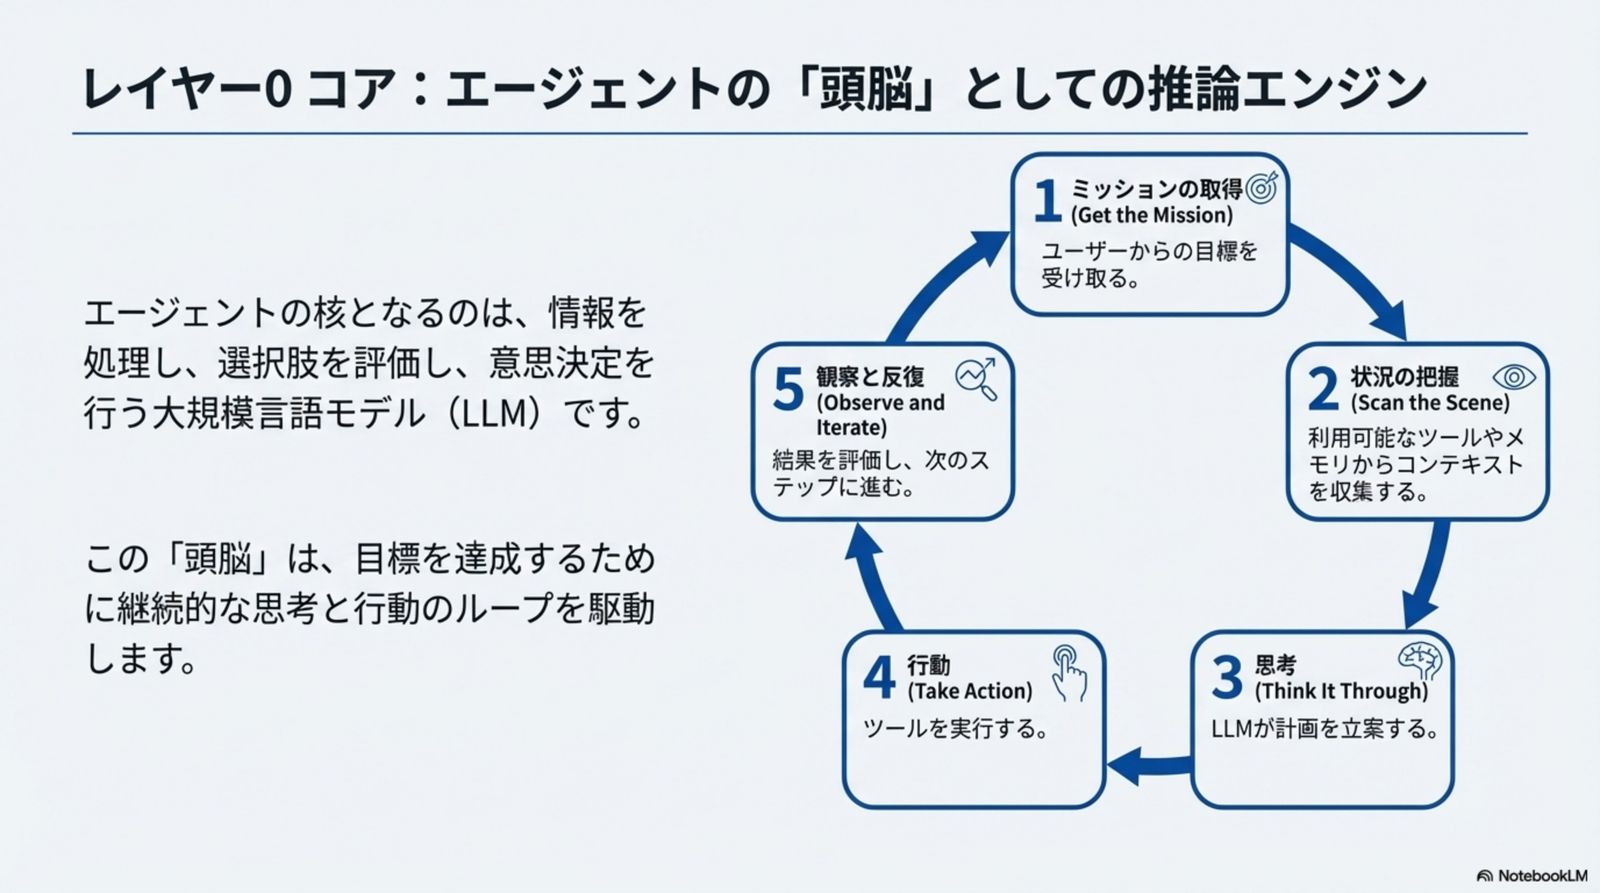 レイヤー0 コア：エージェントの「頭脳」としての推論エンジン
エージェントの核となるのは、情報を
処理し、選択肢を評価し、意思決定を
行う大規模言語モデル（LLM）です。
この「頭脳」は、目標を達成するため
に継続的な思考と行動のループを駆動
します。
1 ミッションの取得
(Get the Mission)
ユーザーからの目標を
受け取る。
2 状況の把握
(Scan the Scene)
利用可能なツールやメ
モリからコンテキスト
を収集する。
3 思考
(Think It Through)
LLMが計画を立案する。
4 行動
(Take Action)
ツールを実行する。
5 観察と反復
(Observe and
Iterate)
結果を評価し、次のス
テップに進む。
NotebookLM